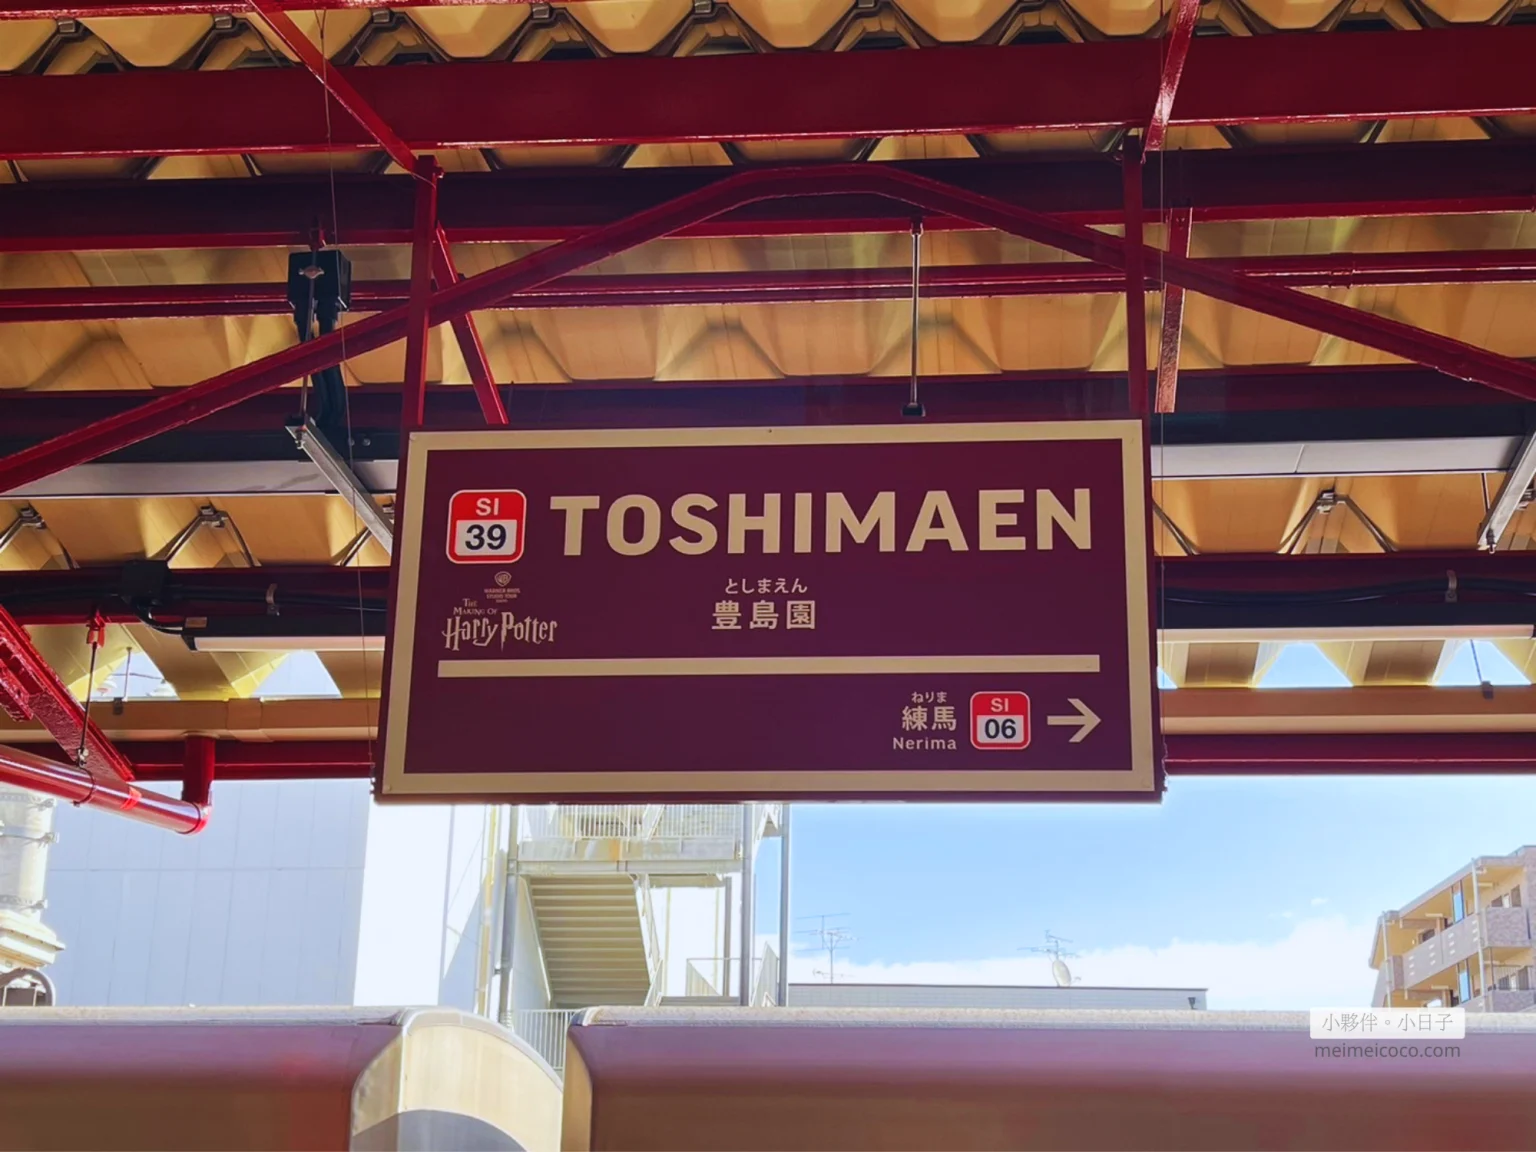 SI
39
TOSHIMAEN
としまえん
豊島園
WARNER BROS.
STUDIO TOUR
THE
MAKING OF
Harry Potter
ねりま
練馬
Nerima
SI
06
小夥伴。小日子
meimeicoco.com